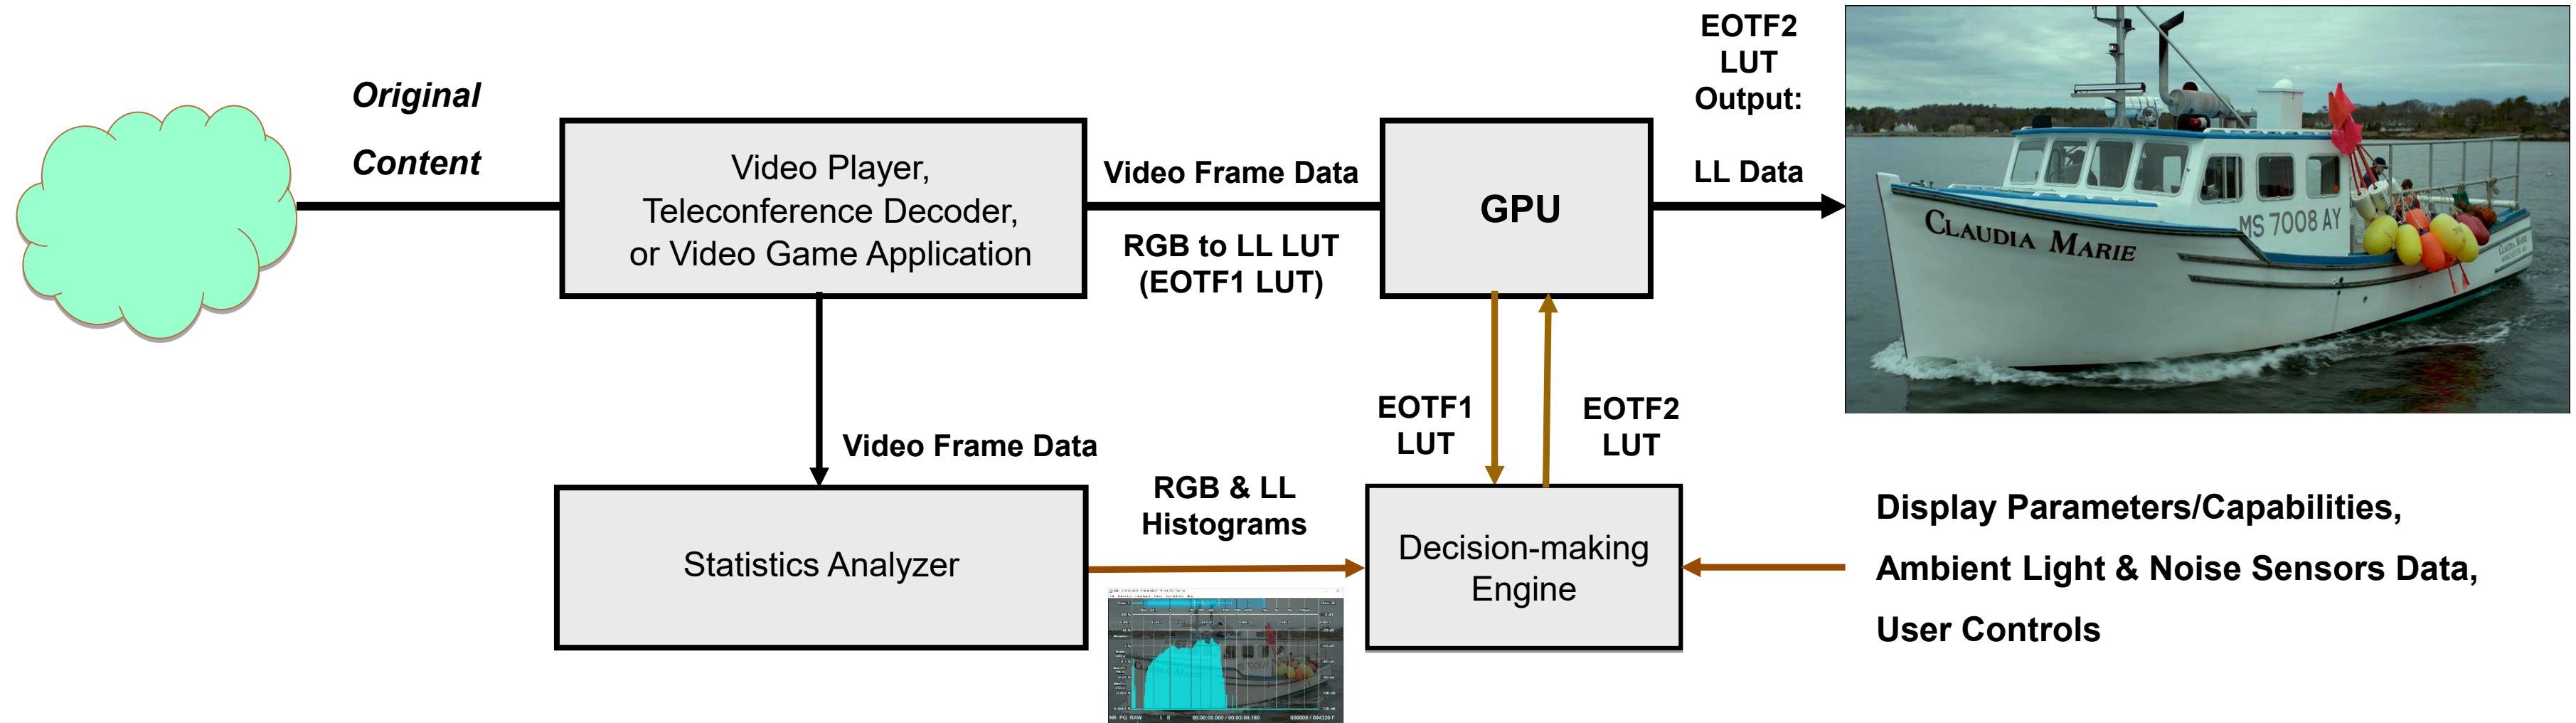 Original
Content
Video Player,
Teleconference Decoder,
or Video Game Application
Video Frame Data
RGB to LL LUT
(EOTF1 LUT)
GPU
EOTF2
LUT
Output:
LL Data
CLAUDIA MARIE
MS 7008 AY
Video Frame Data
EOTF1
LUT
EOTF2
LUT
Statistics Analyzer
RGB & LL
Histograms
Decision-making
Engine
Display Parameters/Capabilities,
Ambient Light & Noise Sensors Data,
User Controls